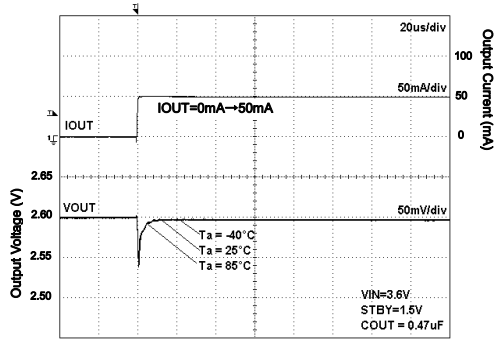 20us/div
Output Current (mA)
100
50mA/div
50
IOUT=0mA→50mA
IOUT
0
Output Voltage (V)
2.65
VOUT
50mV/div
2.60
Ta = -40°C
Ta = 25°C
2.55
Ta = 85°C
2.50
VIN=3.6V
STBY=1.5V
COUT = 0.47uF